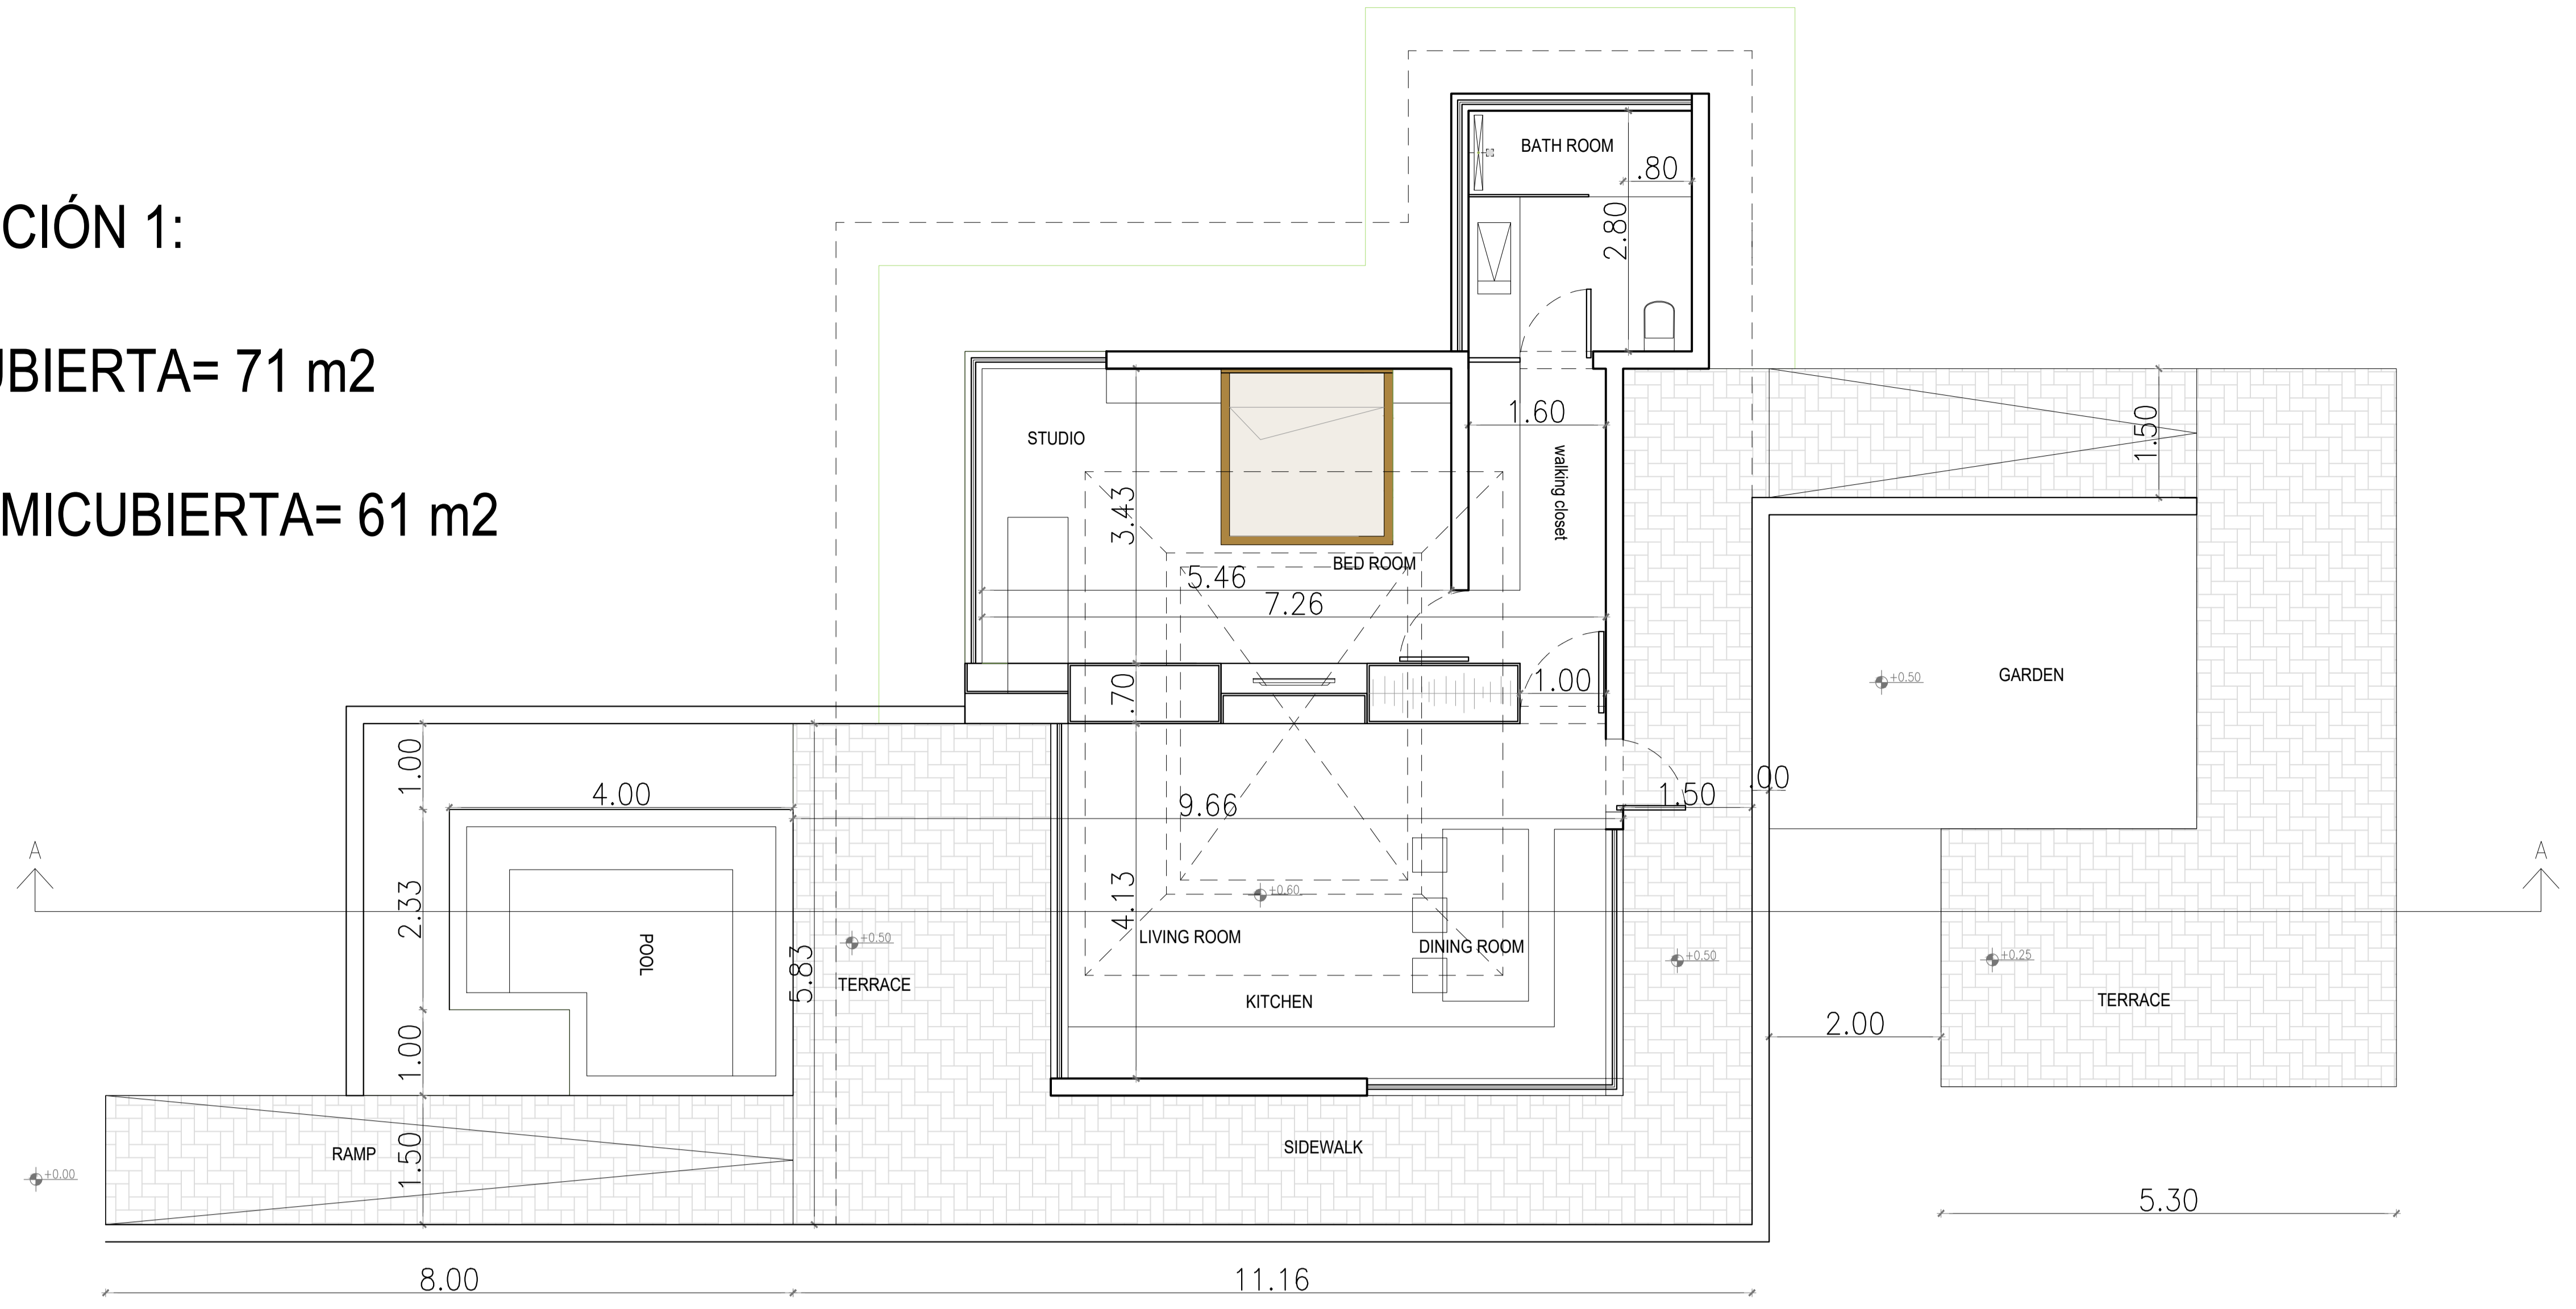 CIÓN 1:
UBIERTA= 71 m2
MICUBIERTA= 61 m2
BATH ROOM
.80
2.80
1.60
1.50
STUDIO
walking closet
3.43
BED ROOM
5.46
7.26
GARDEN
+0.50
.70
1.00
1.00
4.00
9.66
1.50
.00
A
A
2.33
4.13
+0.60
POOL
LIVING ROOM
DINING ROOM
+0.50
5.83
TERRACE
+0.50
+0.25
KITCHEN
TERRACE
1.00
2.00
RAMP
1.50
SIDEWALK
+0.00
5.30
8.00
11.16